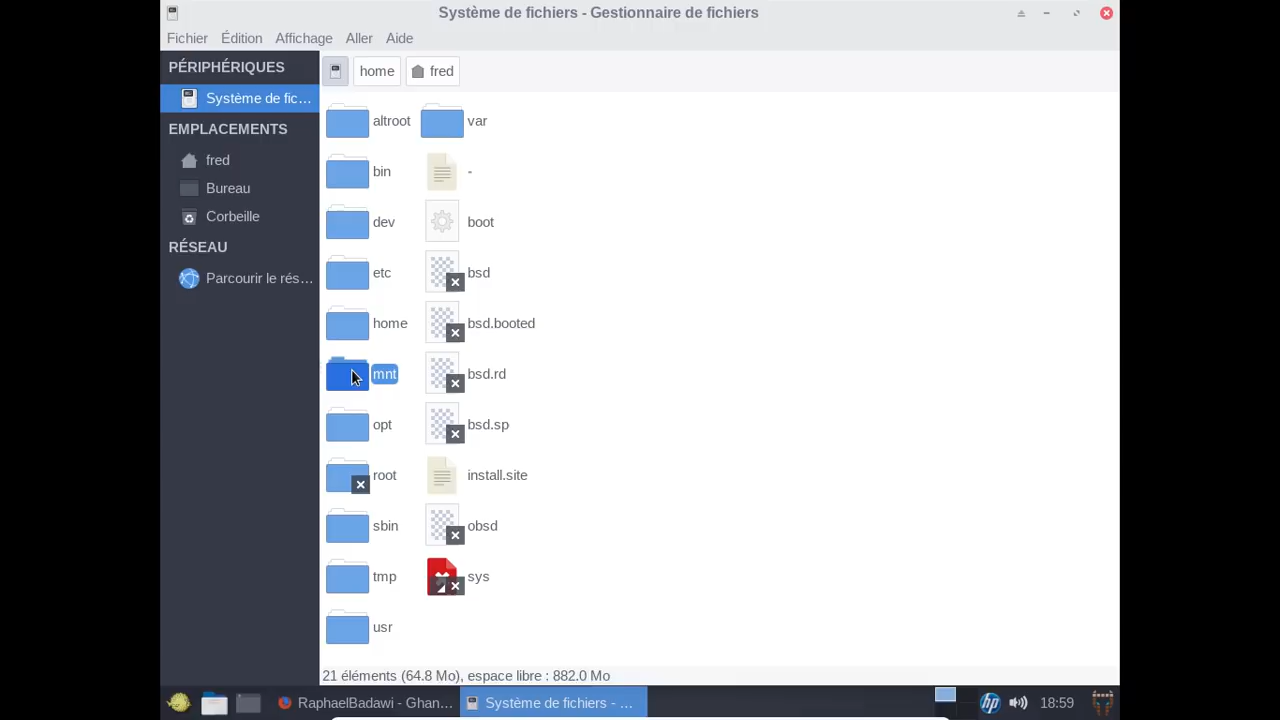 Système de fichiers - Gestionnaire de fichiers
Fichier Édition Affichage Aller Aide
PÉRIPHÉRIQUES
Système de fic...
EMPLACEMENTS
fred
Bureau
Corbeille
RÉSEAU
Parcourir le rés...
home fred
altroot var
bin -
dev boot
etc bsd
home bsd.booted
mnt bsd.rd
opt bsd.sp
root install.site
sbin obsd
tmp sys
usr
21 éléments (64.8 Mo), espace libre : 882.0 Mo
RaphaelBadawi - Ghan... Système de fichiers - ... hp 18:59